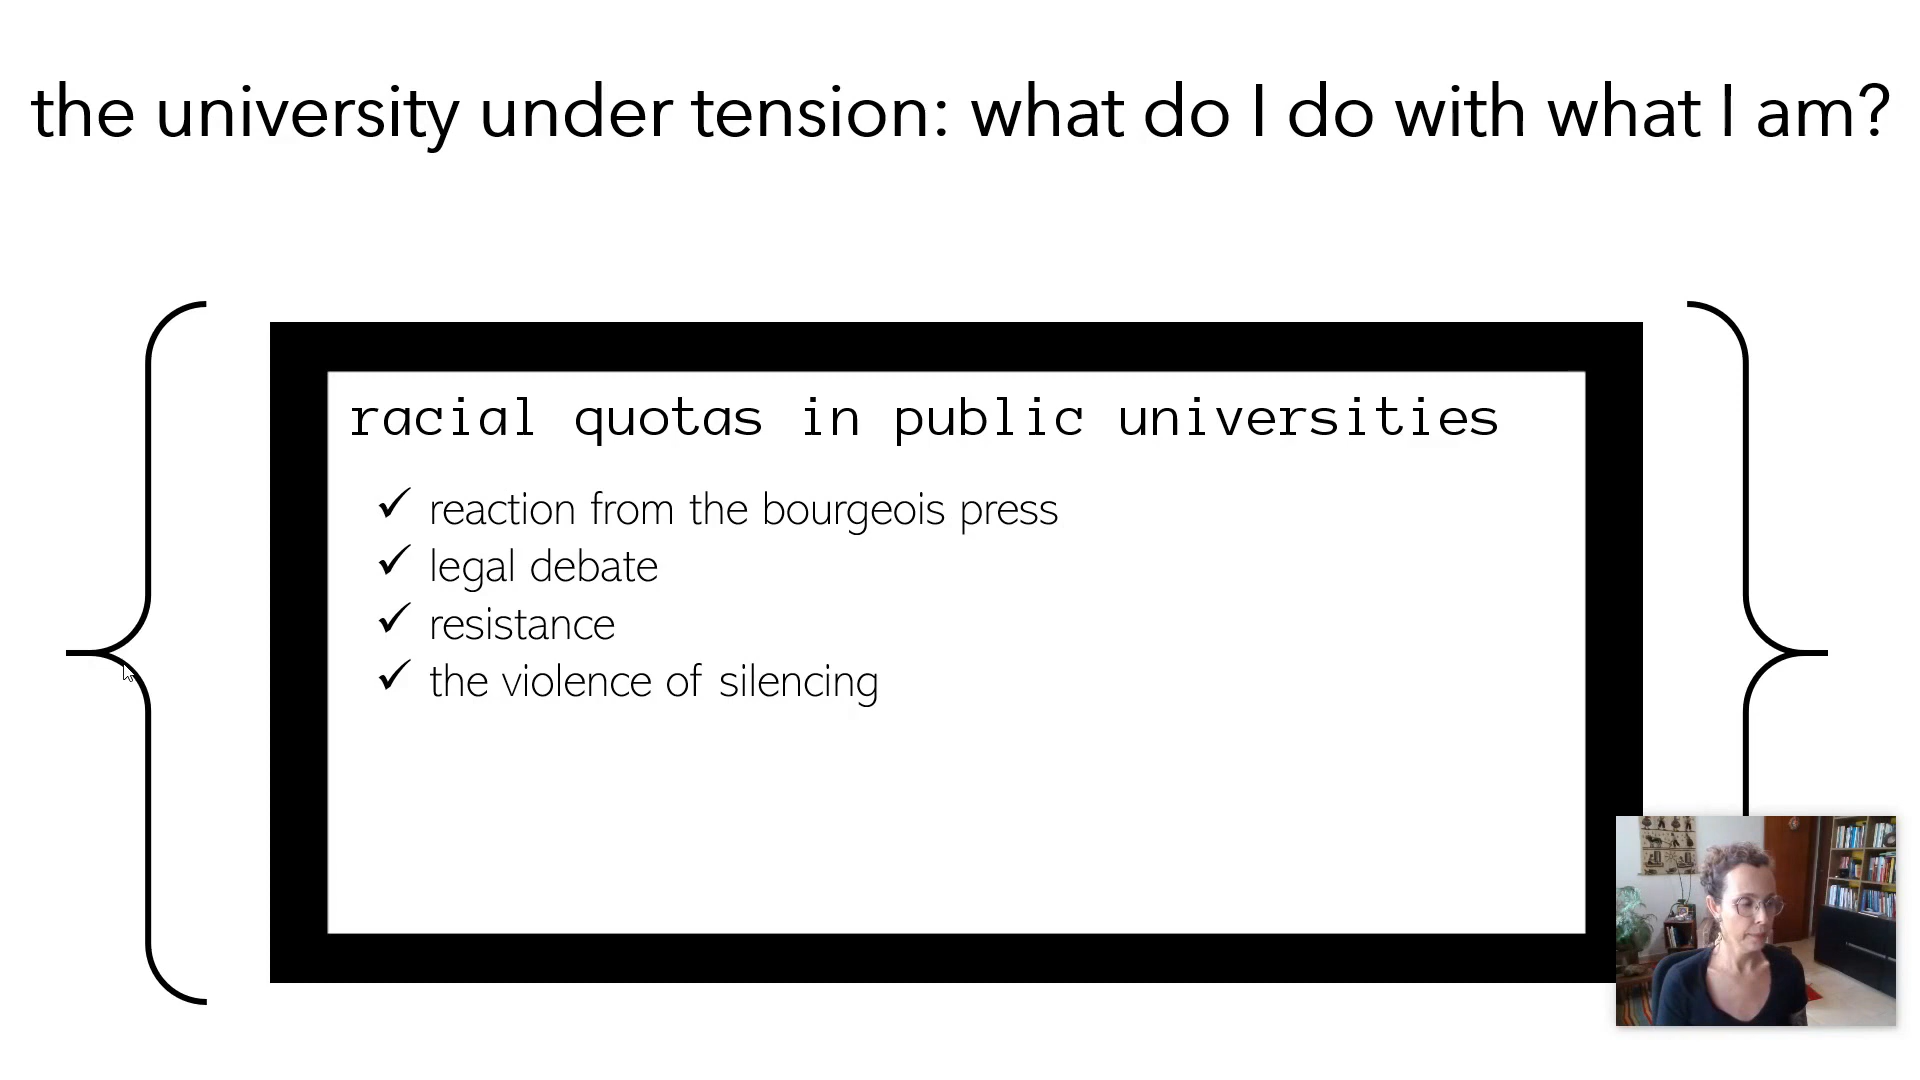 the university under tension: what do I do with what I am?
racial quotas in public universities
✓ reaction from the bourgeois press
✓ legal debate
✓ resistance
✓ the violence of silencing